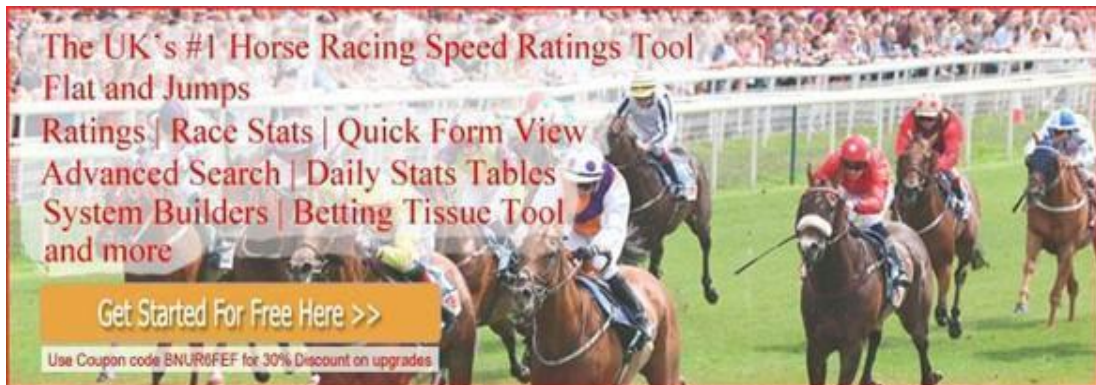 The UK´s #1 Horse Racing Speed Ratings Tool
Flat and Jumps
Ratings | Race Stats | Quick Form View
Advanced Search | Daily Stats Tables
System Builders | Betting Tissue Tool
and more
Get Started For Free Here >>
Use Coupon code BNUR6FEF for 30% Discount on upgrades